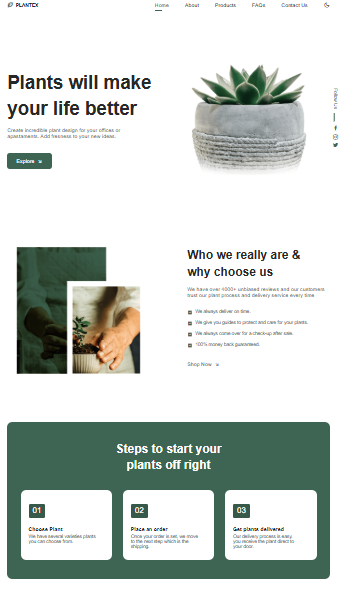 PLANTEX
Home About Products FAQs Contact Us
Plants will make
your life better
Create incredible plant design for your offices or
apastaments. Add fresness to your new ideas.
Explore
Follow Us
Who we really are &
why choose us
We have over 4000+ unbiased reviews and our customers
trust our plant process and delivery service every time
We always deliver on time.
We give you guides to protect and care for your plants.
We always come over for a check-up after sale.
100% money back guaranteed.
Shop Now
Steps to start your
plants off right
01
Choose Plant
We have several varieties plants
you can choose from.
02
Place an order
Once your order is set, we move
to the next step which is the
shipping.
03
Get plants delivered
Our delivery process is easy,
you receive the plant direct to
your door.